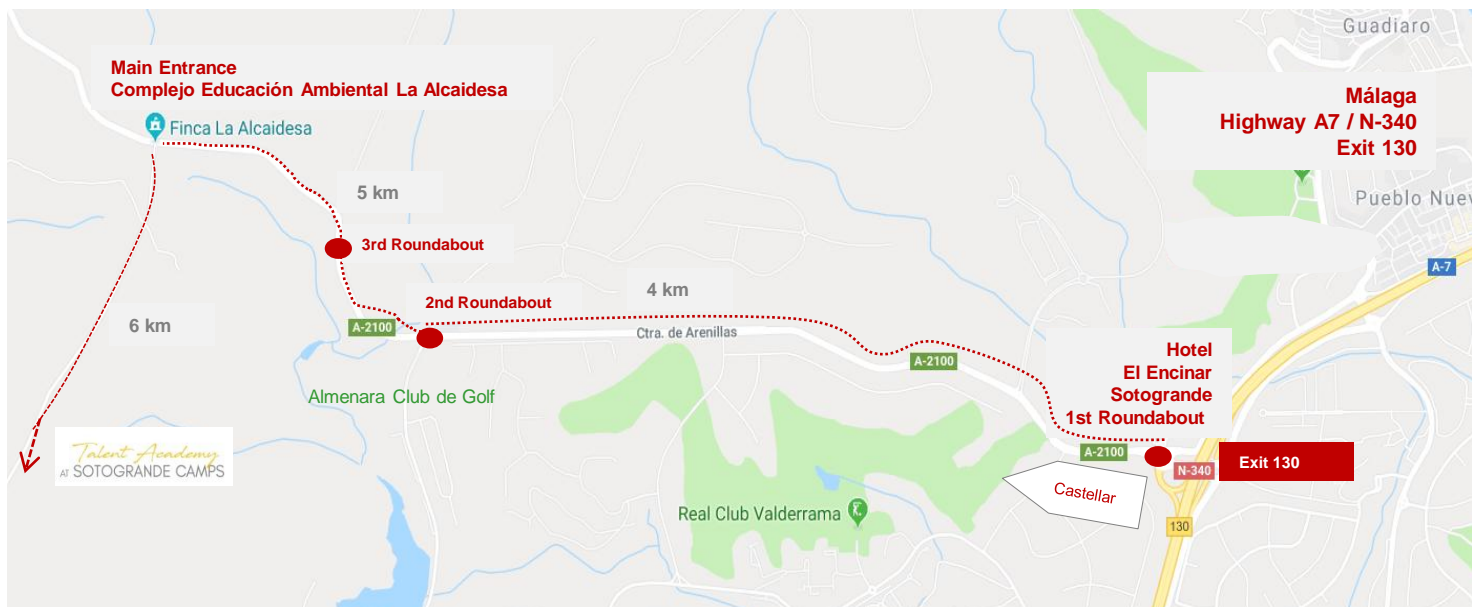 Guadiaro
Main Entrance
Complejo Educación Ambiental La Alcaidesa
Málaga
Highway A7 / N-340
Exit 130
Finca La Alcaidesa
5 km
Pueblo Nuev
3rd Roundabout
A-7
4 km
2nd Roundabout
6 km
A-2100
Ctra. de Arenillas
Hotel
El Encinar
Sotogrande
1st Roundabout
A-2100
Almenara Club de Golf
Talent Academy
AT SOTOGRANDE CAMPS
A-2100
N-340
Exit 130
Castellar
Real Club Valderrama
130